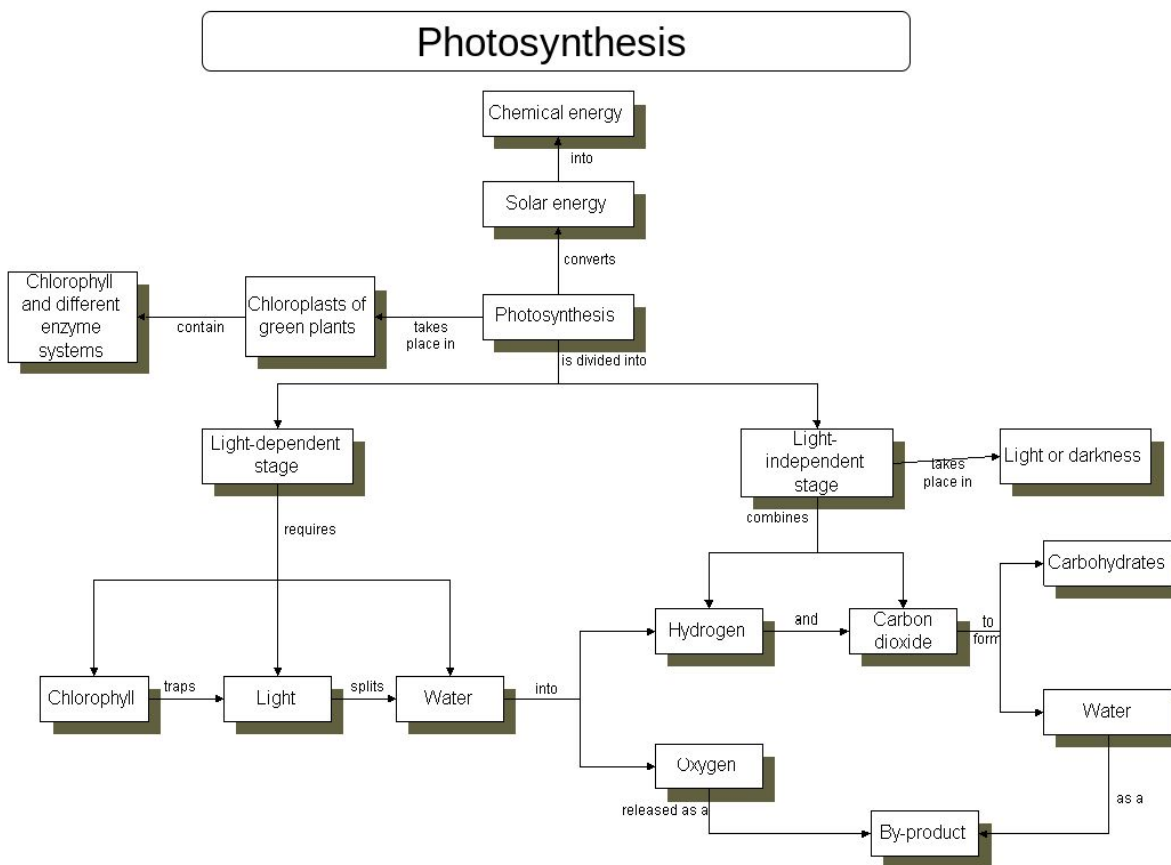 Photosynthesis
Chemical energy
into
Solar energy
converts
Chlorophyll
and different
enzyme
systems
contain
Chloroplasts of
green plants
takes
place in
Photosynthesis
is divided into
Light-dependent
stage
Light-
independent
stage
takes
place in
Light or darkness
requires
combines
Carbohydrates
Hydrogen
and
Carbon
dioxide
to
form
Chlorophyll
traps
Light
splits
Water
into
Water
Oxygen
released as a
as a
By-product